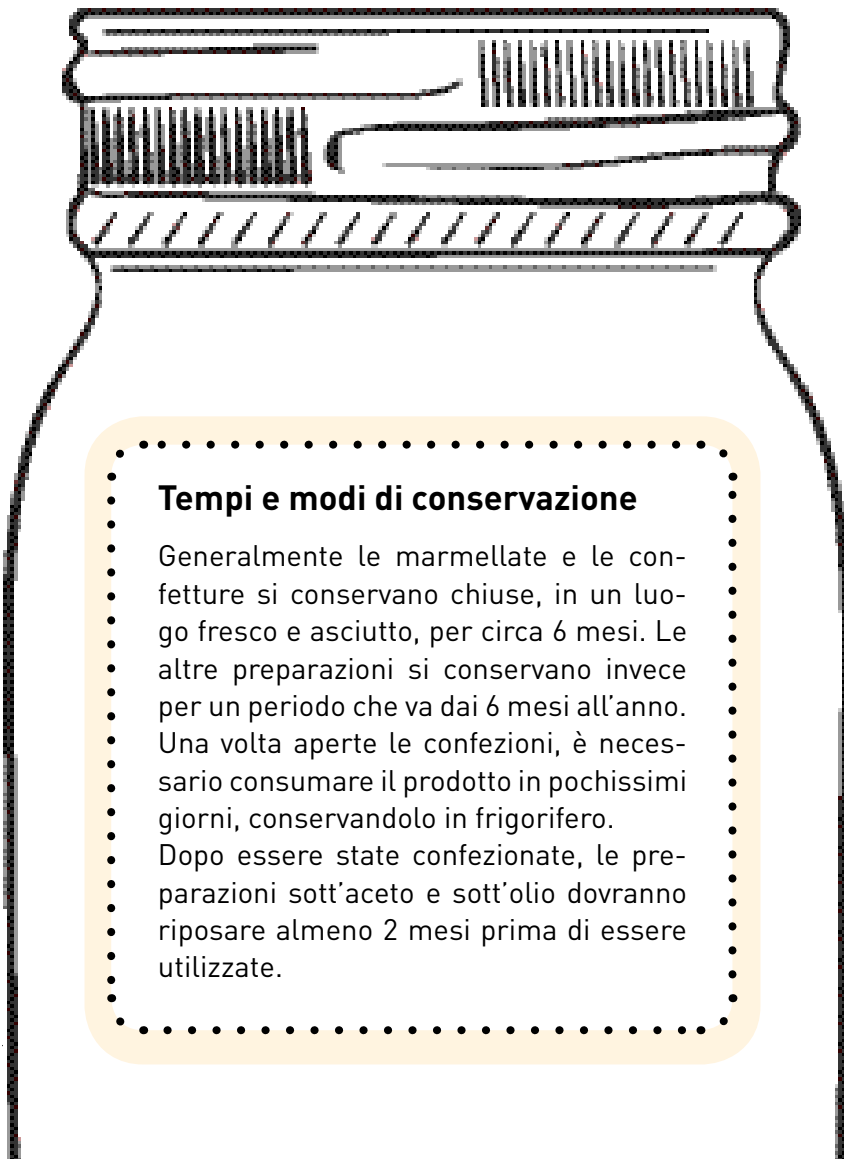 Tempi e modi di conservazione
Generalmente le marmellate e le con-
fetture si conservano chiuse, in un luo-
go fresco e asciutto, per circa 6 mesi. Le
altre preparazioni si conservano invece
per un periodo che va dai 6 mesi all’anno.
Una volta aperte le confezioni, è neces-
sario consumare il prodotto in pochissimi
giorni, conservandolo in frigorifero.
Dopo essere state confezionate, le pre-
parazioni sott’aceto e sott’olio dovranno
riposare almeno 2 mesi prima di essere
utilizzate.